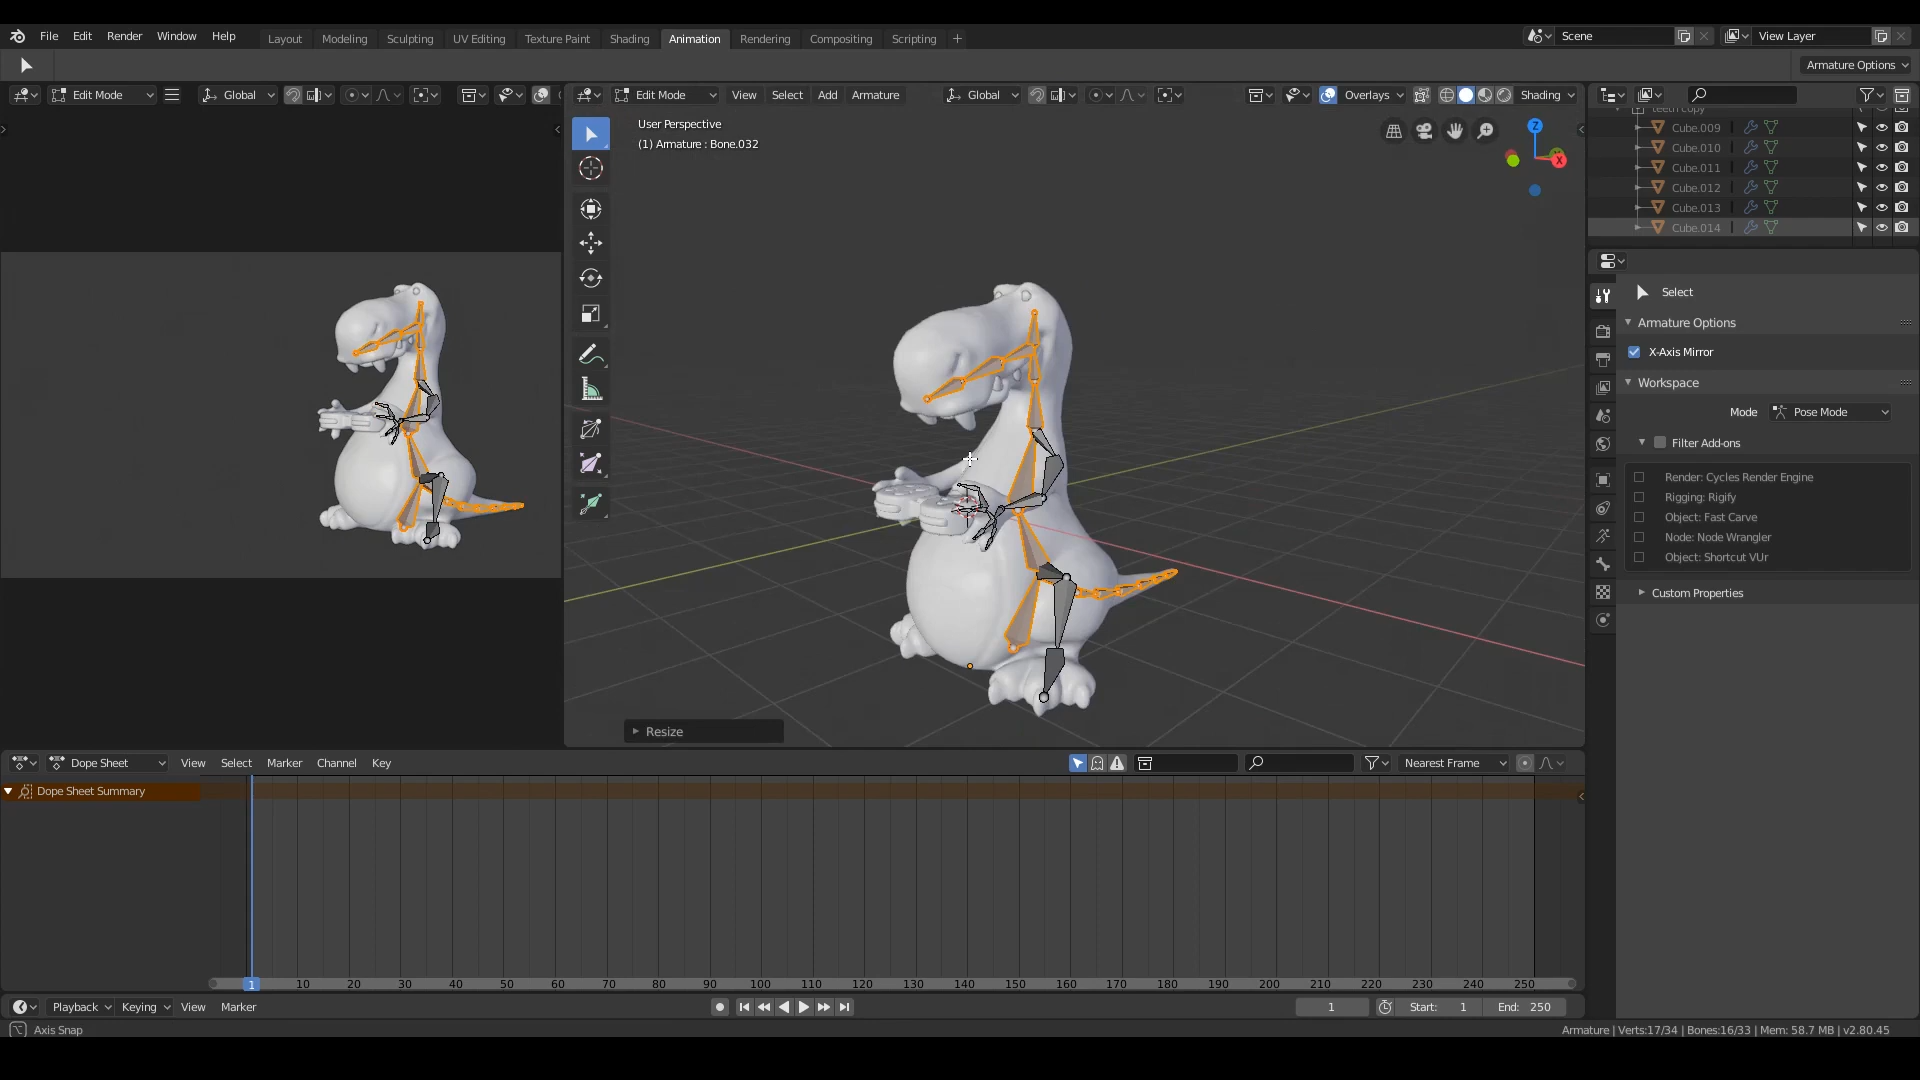 File Edit Render Window Help Layout Modeling Sculpting UV Editing Texture Paint Shading Animation Rendering Compositing Scripting + Scene View Layer
Armature Options
Edit Mode Global Edit Mode View Select Add Armature Global Overlays Shading
User Perspective
(1) Armature : Bone.032
Z
X
teeth copy
Cube.009
Cube.010
Cube.011
Cube.012
Cube.013
Cube.014
Select
Armature Options
X-Axis Mirror
Workspace
Mode Pose Mode
Filter Add-ons
Render: Cycles Render Engine
Rigging: Rigify
Object: Fast Carve
Node: Node Wrangler
Object: Shortcut VUr
Custom Properties
Resize
Dope Sheet View Select Marker Channel Key Nearest Frame
Dope Sheet Summary
1 10 20 30 40 50 60 70 80 90 100 110 120 130 140 150 160 170 180 190 200 210 220 230 240 250
Playback Keying View Marker 1 Start: 1 End: 250
Axis Snap Armature | Verts:17/34 | Bones:16/33 | Mem: 58.7 MB | v2.80.45